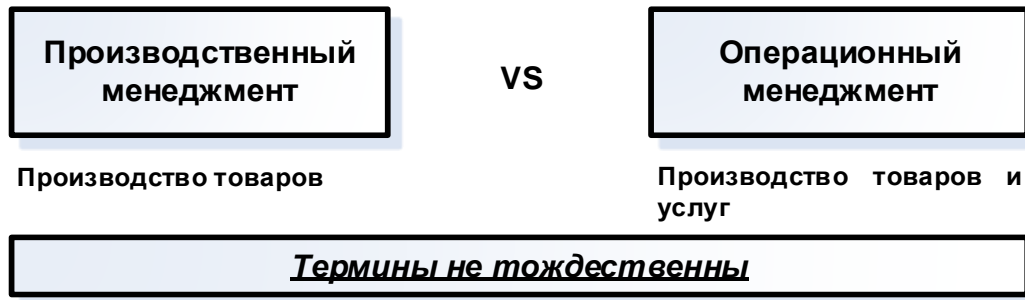 Производственный
менеджмент
VS
Операционный
менеджмент
Производство товаров
Производство товаров и
услуг
Термины не тождественны